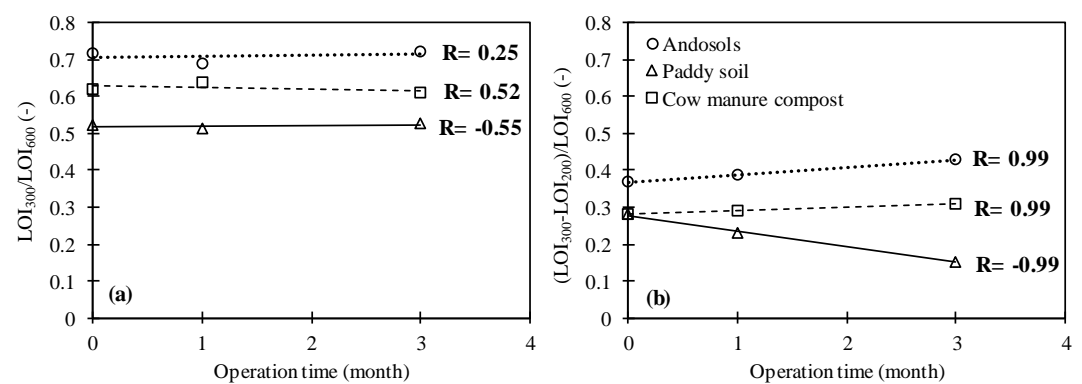 0.8
0.7
0.6
0.5
0.4
0.3
0.2
0.1
0
LOI300/LOI600 (-)
R= 0.25
R= 0.52
R= -0.55
(a)
0 1 2 3 4
Operation time (month)
0.8
0.7
0.6
0.5
0.4
0.3
0.2
0.1
0
(LOI300-LOI200)/LOI600 (-)
Andosols
Paddy soil
Cow manure compost
R= 0.99
R= 0.99
R= -0.99
(b)
0 1 2 3 4
Operation time (month)